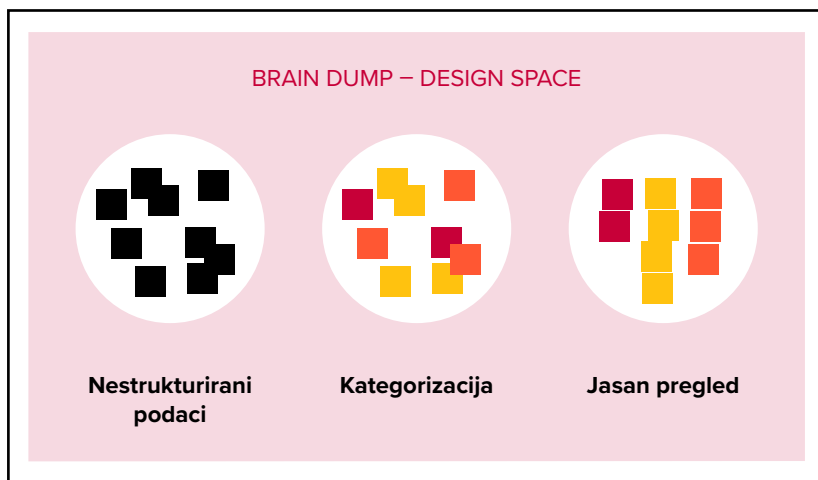 BRAIN DUMP – DESIGN SPACE
Nestrukturirani
podaci
Kategorizacija
Jasan pregled